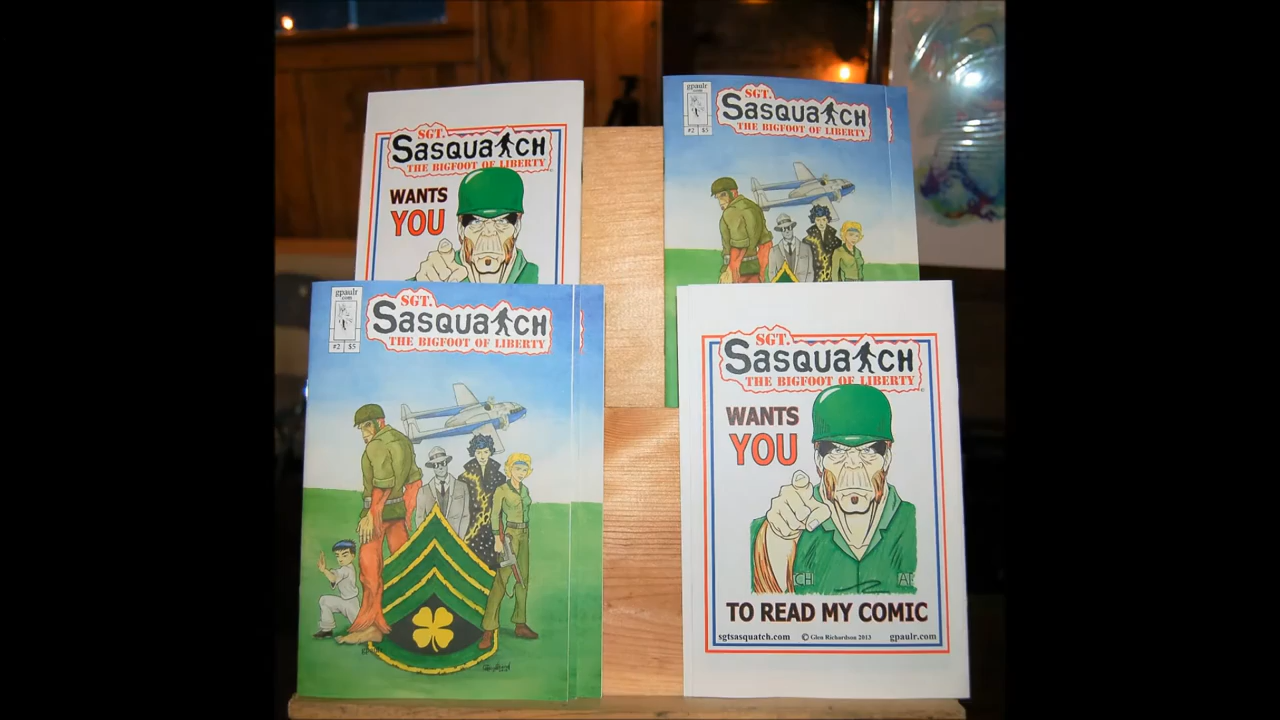 SGT.
SasquatCH
THE BIGFOOT OF LIBERTY
WANTS
YOU
gpaulr
.com
#2 $5
SGT.
SasquatCH
THE BIGFOOT OF LIBERTY
gpaulr
.com
#2 $5
SGT.
SasquatCH
THE BIGFOOT OF LIBERTY
SGT.
SasquatCH
THE BIGFOOT OF LIBERTY
WANTS
YOU
CH
TO READ MY COMIC
sgtsasquatch.com © Glen Richardson 2013 gpaulr.com